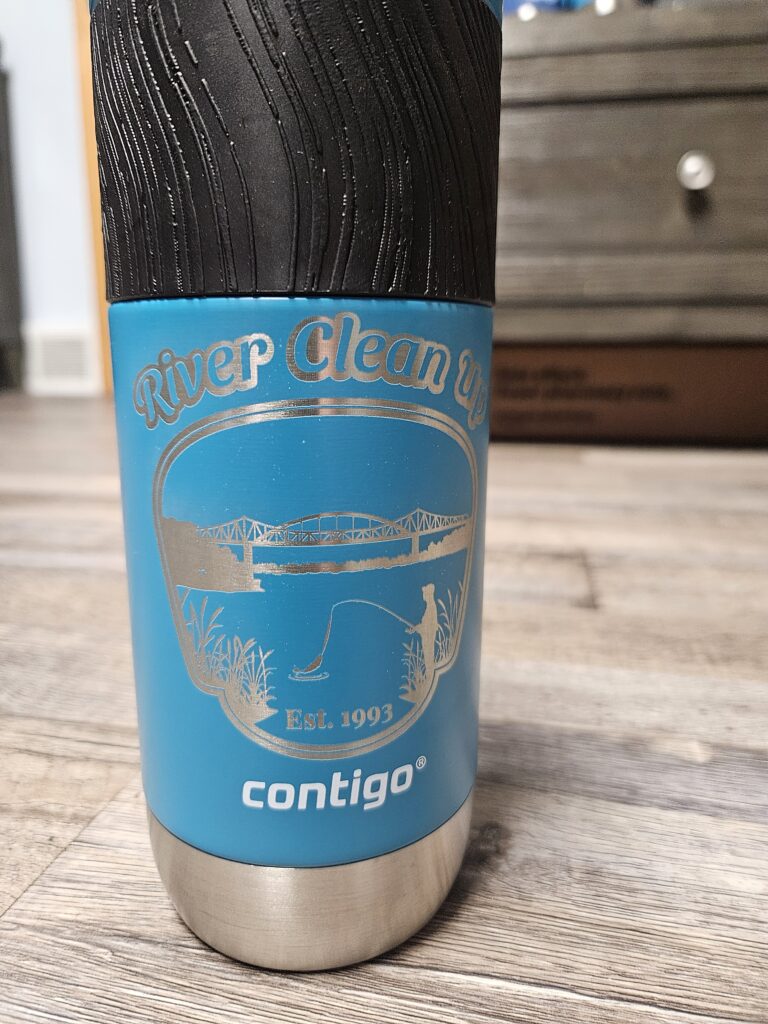 River Clean Up
Est. 1993
contigo®